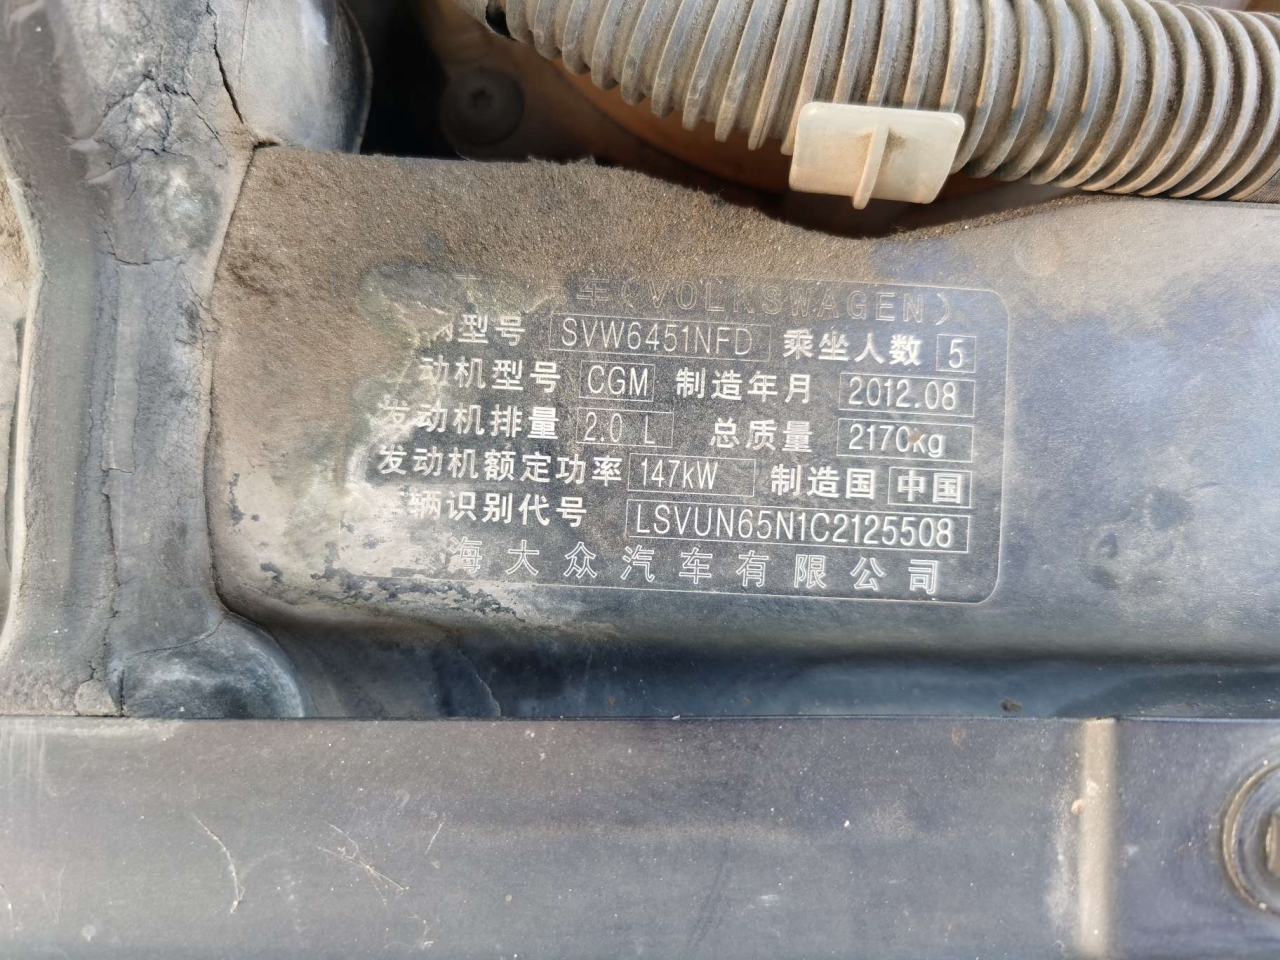 车(VOLKSWAGEN)
辆型号 SVW6451NFD 乘坐人数 5
动机型号 CGM 制造年月 2012.08
发动机排量 2.0 L 总质量 2170kg
发动机额定功率 147kW 制造国 中国
车辆识别代号 LSVUN65N1C2125508
海大众汽车有限公司